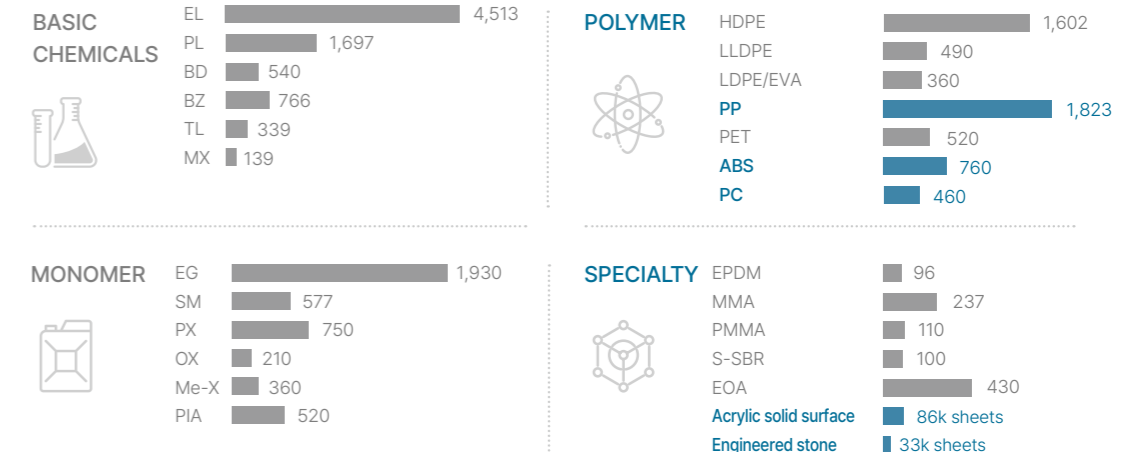 BASIC
CHEMICALS
EL 4,513
PL 1,697
BD 540
BZ 766
TL 339
MX 139
POLYMER
HDPE 1,602
LLDPE 490
LDPE/EVA 360
PP 1,823
PET 520
ABS 760
PC 460
MONOMER
EG 1,930
SM 577
PX 750
OX 210
Me-X 360
PIA 520
SPECIALTY
EPDM 96
MMA 237
PMMA 110
S-SBR 100
EOA 430
Acrylic solid surface 86k sheets
Engineered stone 33k sheets